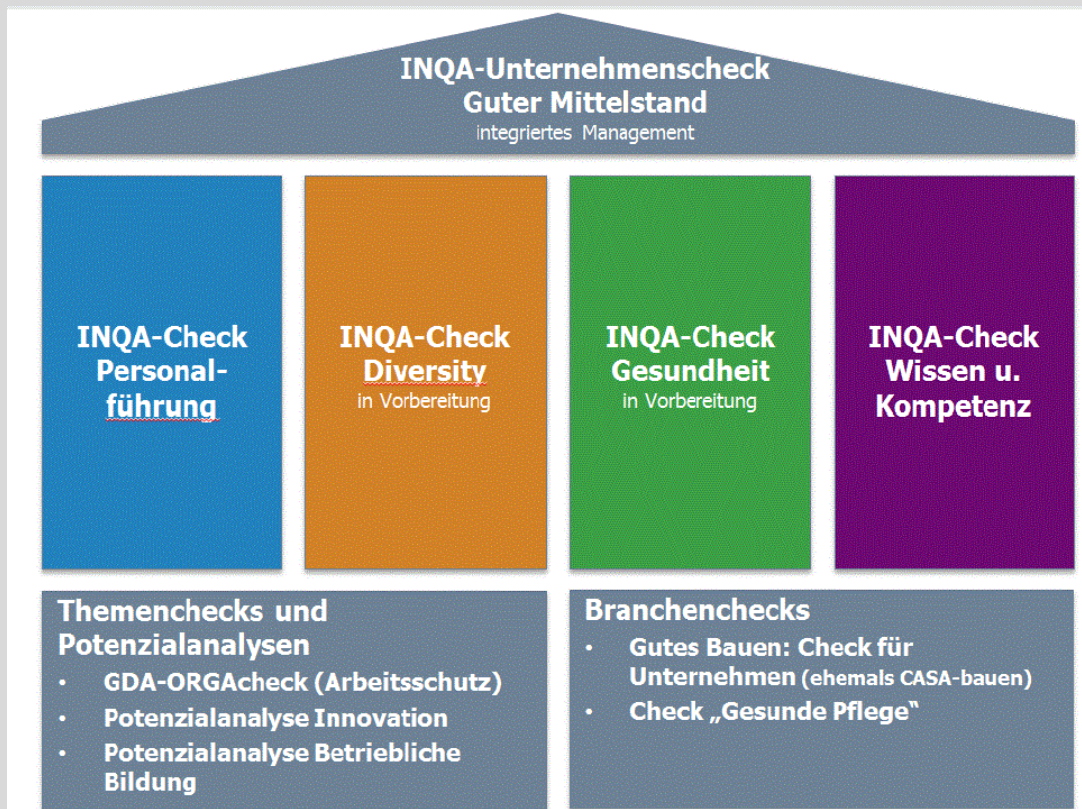 INQA-Unternehmenscheck
Guter Mittelstand
integriertes Management
INQA-Check
Personal-
führung
INQA-Check
Diversity
in Vorbereitung
INQA-Check
Gesundheit
in Vorbereitung
INQA-Check
Wissen u.
Kompetenz
Themenchecks und
Potenzialanalysen
• GDA-ORGAcheck (Arbeitsschutz)
• Potenzialanalyse Innovation
• Potenzialanalyse Betriebliche
Bildung
Branchenchecks
• Gutes Bauen: Check für
Unternehmen (ehemals CASA-bauen)
• Check „Gesunde Pflege“